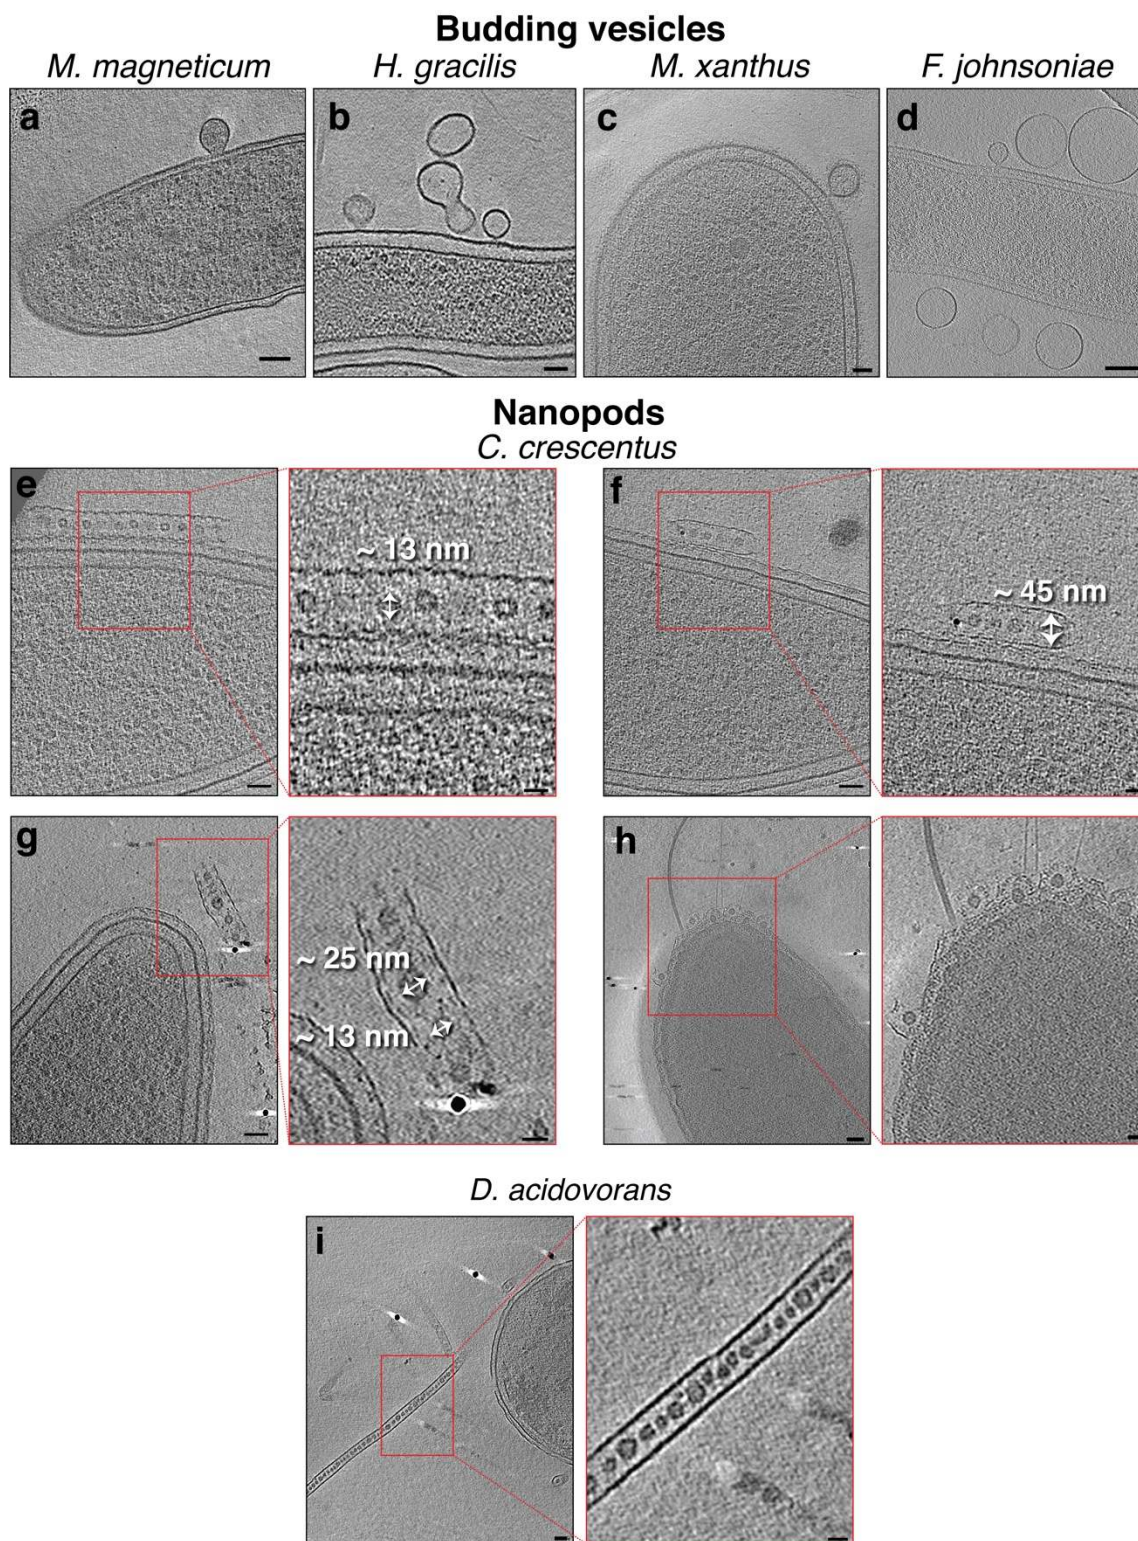 Budding vesicles
M. magneticum H. gracilis M. xanthus F. johnsoniae
a b c d
Nanopods
C. crescentus
e f
~ 13 nm
~ 45 nm
g h
~ 25 nm
~ 13 nm
D. acidovorans
i